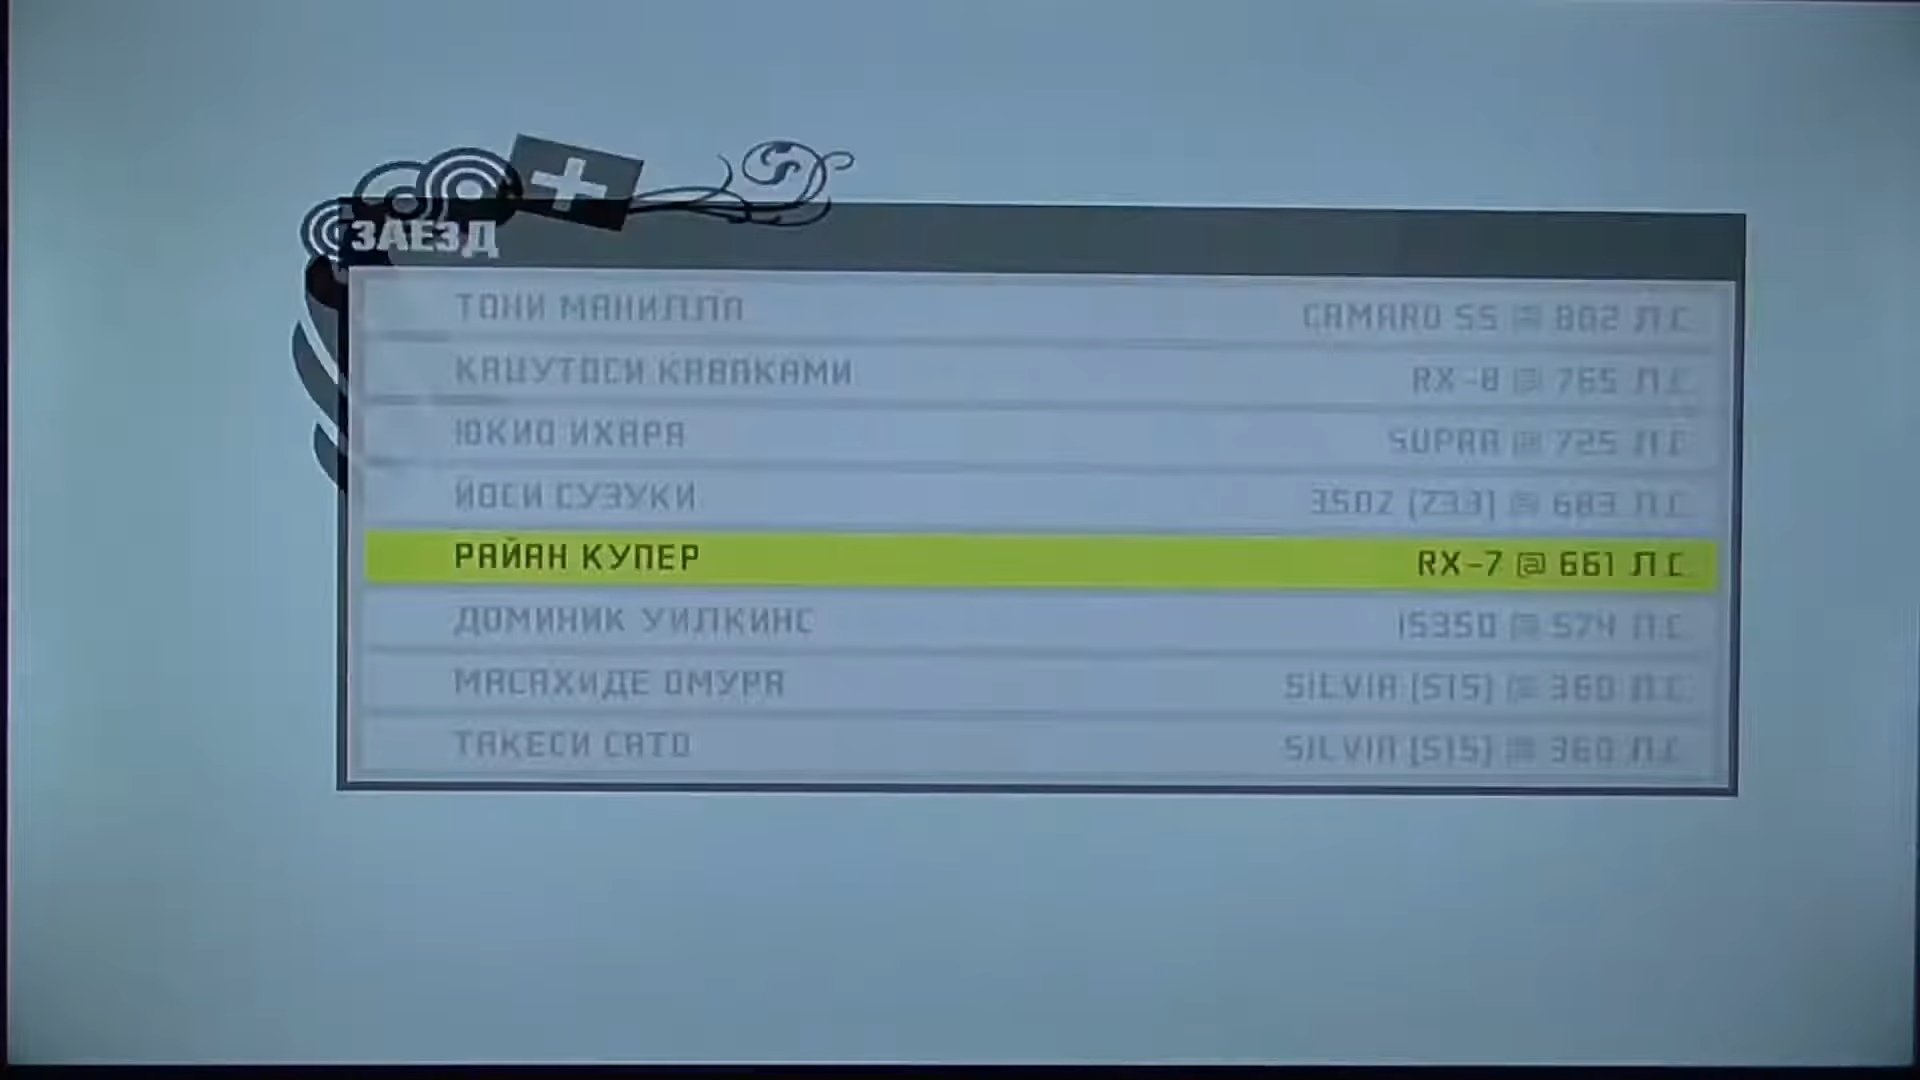 ЗАЕЗД
ТОНИ МАНИЛЛА CAMARO SS @ 802 Л.С.
КАЦУТОСИ КАВАКАМИ RX-8 @ 765 Л.С.
ЮКИО ИХАРА SUPRA @ 725 Л.С.
ЙОСИ СУЗУКИ 350Z (Z33) @ 683 Л.С.
РАЙАН КУПЕР RX-7 @ 661 Л.С.
ДОМИНИК УИЛКИНС IS350 @ 574 Л.С.
МАСАХИДЕ ОМУРА SILVIA (S15) @ 360 Л.С.
ТАКЕСИ САТО SILVIA (S15) @ 360 Л.С.